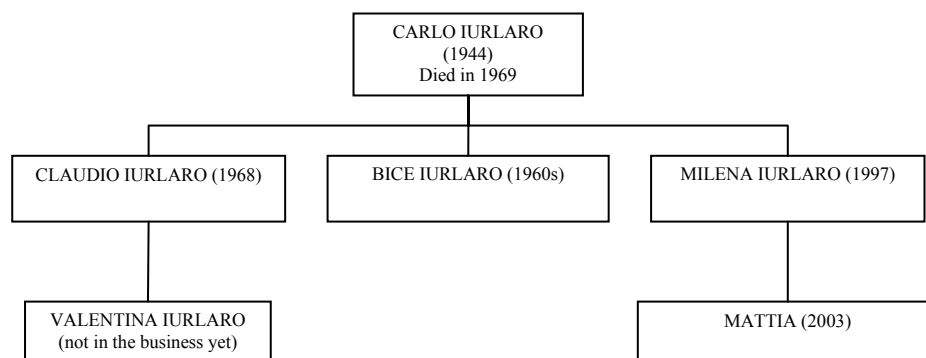 CARLO IURLARO
(1944)
Died in 1969
CLAUDIO IURLARO (1968)
BICE IURLARO (1960s)
MILENA IURLARO (1997)
VALENTINA IURLARO
(not in the business yet)
MATTIA (2003)